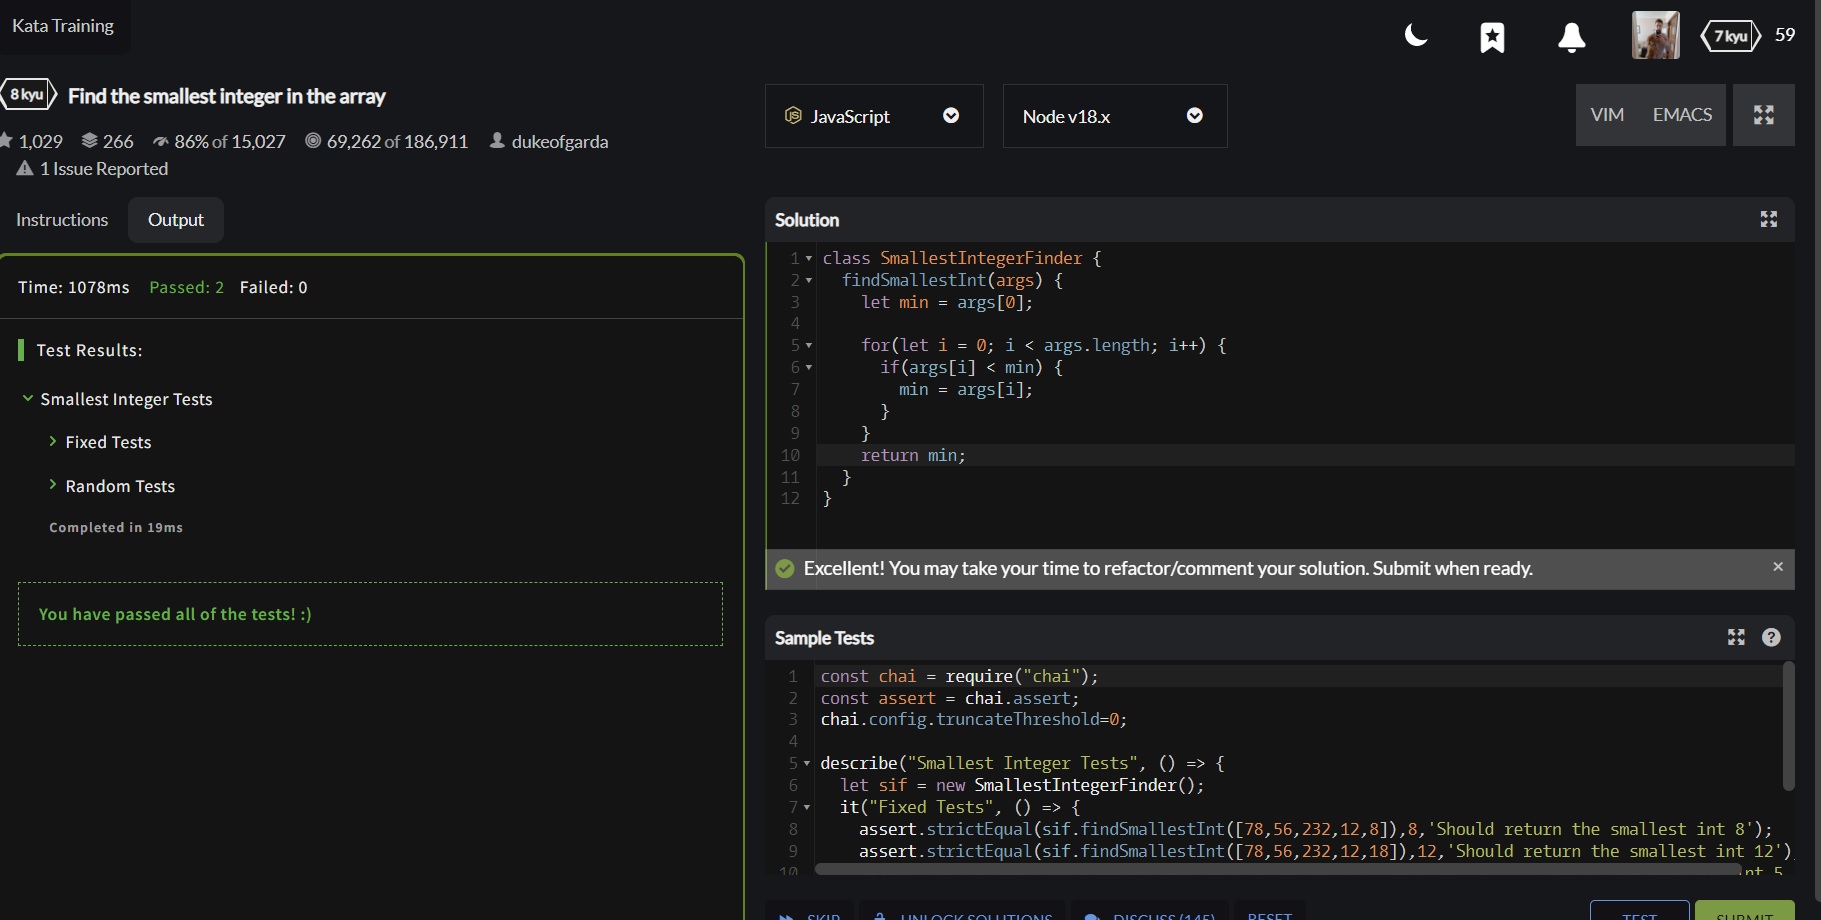 Kata Training
7 kyu 59
8 kyu Find the smallest integer in the array
JavaScript
Node v18.x
VIM EMACS
1,029 266 86% of 15,027 69,262 of 186,911 dukeofgarda
1 Issue Reported
Instructions Output
Time: 1078ms Passed: 2 Failed: 0
Test Results:
Smallest Integer Tests
Fixed Tests
Random Tests
Completed in 19ms
You have passed all of the tests! :)
Solution
1 class SmallestIntegerFinder {
2 findSmallestInt(args) {
3 let min = args[0];
4
5 for(let i = 0; i < args.length; i++) {
6 if(args[i] < min) {
7 min = args[i];
8 }
9 }
10 return min;
11 }
12 }
Excellent! You may take your time to refactor/comment your solution. Submit when ready.
Sample Tests
1 const chai = require("chai");
2 const assert = chai.assert;
3 chai.config.truncateThreshold=0;
4
5 describe("Smallest Integer Tests", () => {
6 let sif = new SmallestIntegerFinder();
7 it("Fixed Tests", () => {
8 assert.strictEqual(sif.findSmallestInt([78,56,232,12,8]),8,'Should return the smallest int 8');
9 assert.strictEqual(sif.findSmallestInt([78,56,232,12,18]),12,'Should return the smallest int 12')
10 int 5
SKIP UNLOCK SOLUTIONS DISCUSS (145) RESET TEST SUBMIT